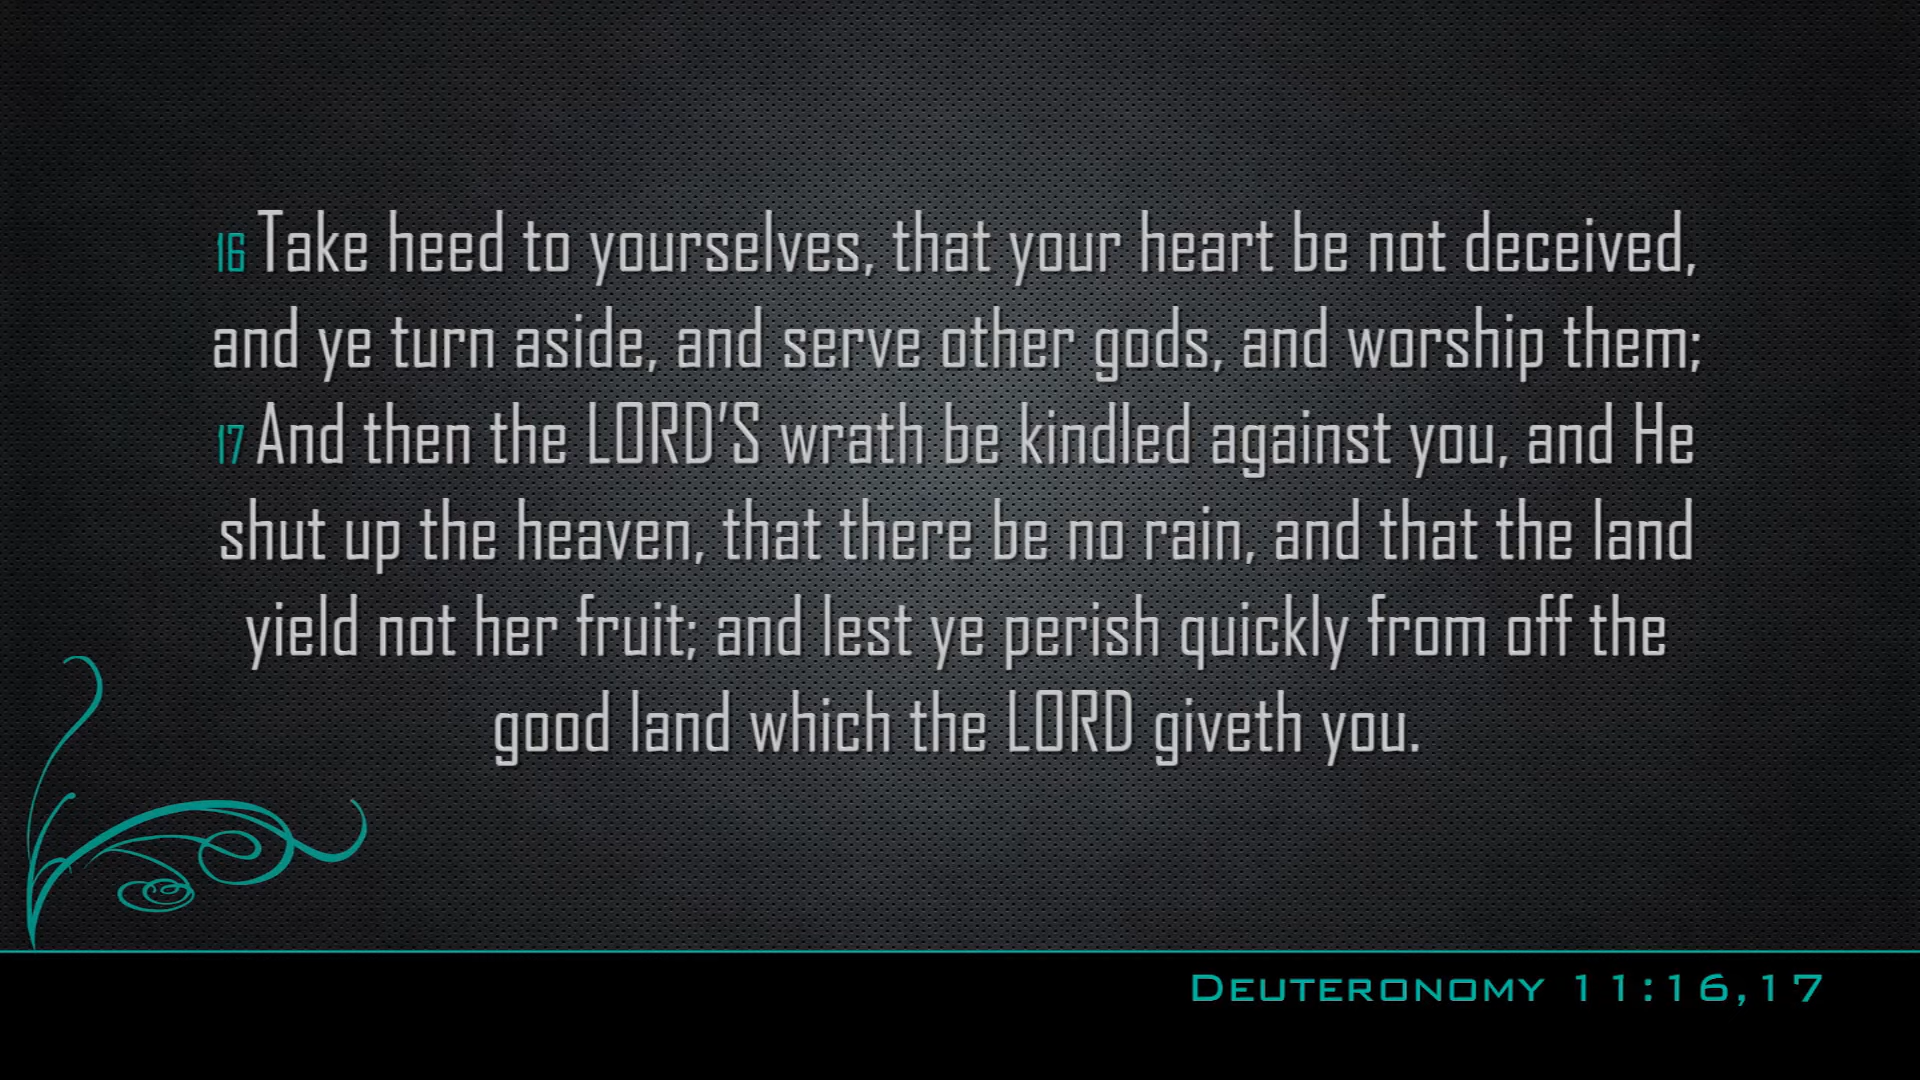 16 Take heed to yourselves, that your heart be not deceived,
and ye turn aside, and serve other gods, and worship them;
17 And then the LORD'S wrath be kindled against you, and He
shut up the heaven, that there be no rain, and that the land
yield not her fruit; and lest ye perish quickly from off the
good land which the LORD giveth you.
Deuteronomy 11:16,17